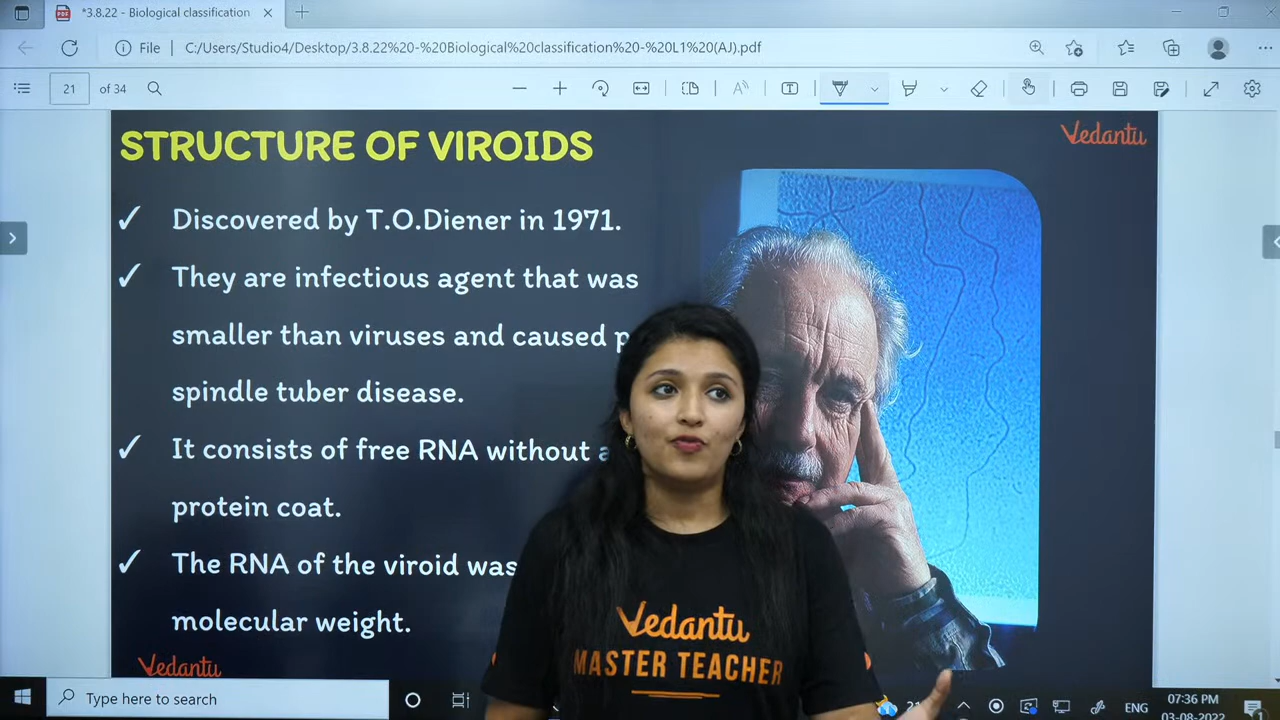 *3.8.22 - Biological classification
File
C:/Users/Studio4/Desktop/3.8.22%20-%20Biological%20classification%20-%20L1%20(AJ).pdf
21 of 34
STRUCTURE OF VIROIDS
Vedantu
✓ Discovered by T.O.Diener in 1971.
✓ They are infectious agent that was
smaller than viruses and caused
spindle tuber disease.
✓ It consists of free RNA without a
protein coat.
✓ The RNA of the viroid was
molecular weight.
Vedantu
MASTER TEACHER
Vedantu
Type here to search
ENG
07:36 PM
03-08-2022